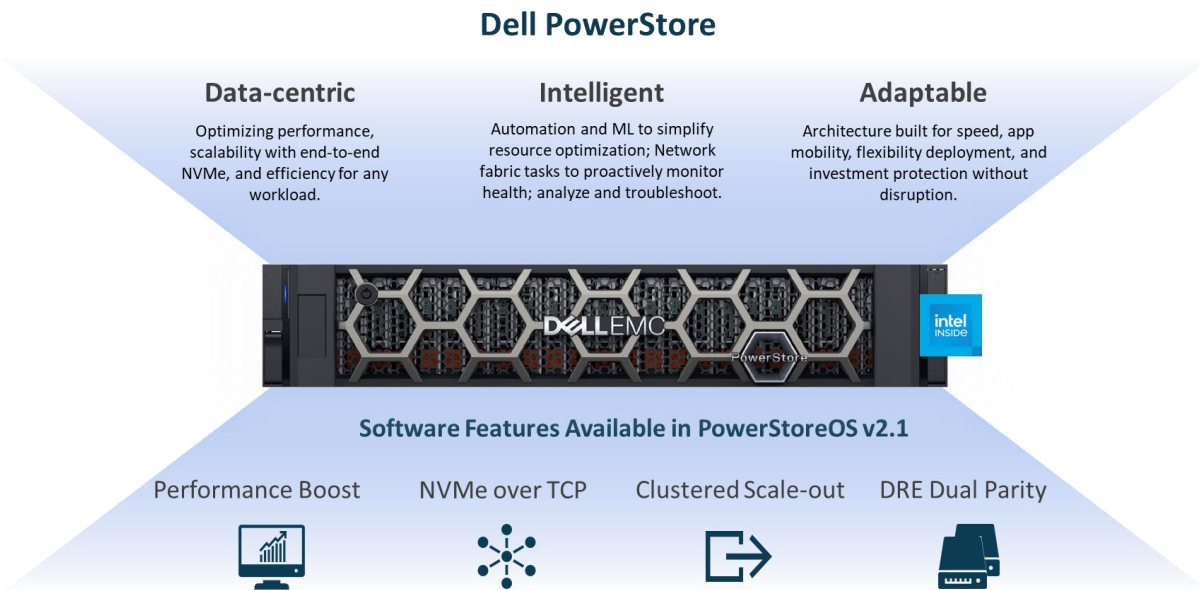 Dell PowerStore
Data-centric
Optimizing performance,
scalability with end-to-end
NVMe, and efficiency for any
workload.
Intelligent
Automation and ML to simplify
resource optimization; Network
fabric tasks to proactively monitor
health; analyze and troubleshoot.
Adaptable
Architecture built for speed, app
mobility, flexibility deployment, and
investment protection without
disruption.
DELLEMC
PowerStore
intel
INSIDE
Software Features Available in PowerStoreOS v2.1
Performance Boost
NVMe over TCP
Clustered Scale-out
DRE Dual Parity